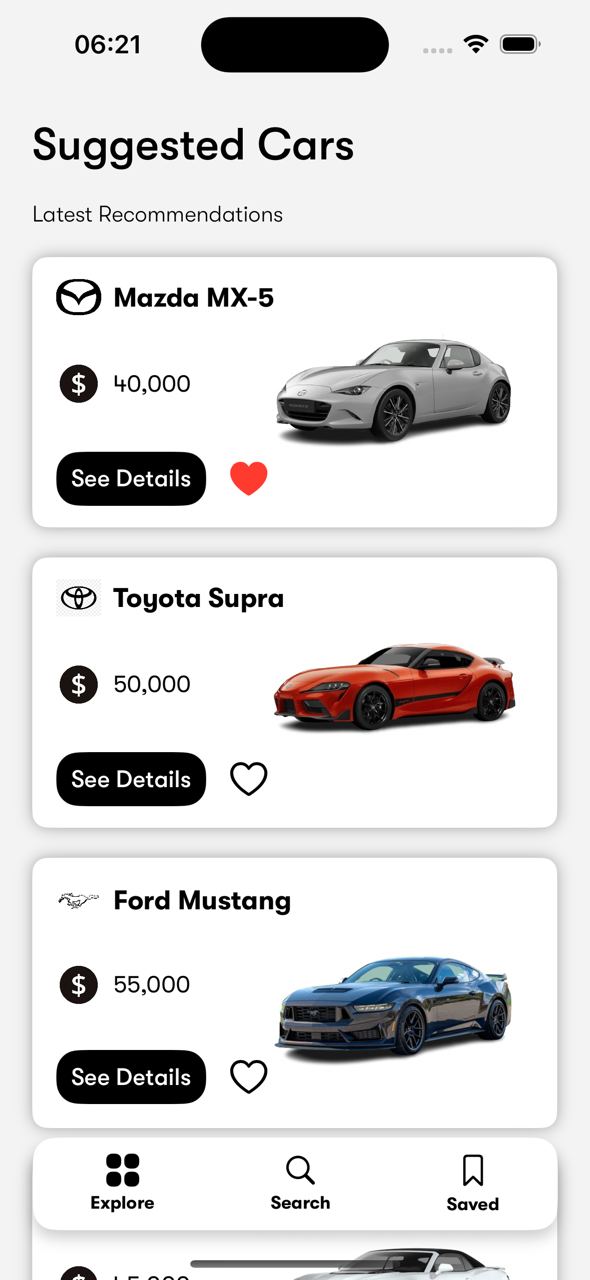 06:21
Suggested Cars
Latest Recommendations
Mazda MX-5
$ 40,000
See Details
Toyota Supra
$ 50,000
See Details
Ford Mustang
$ 55,000
See Details
Explore
Search
Saved